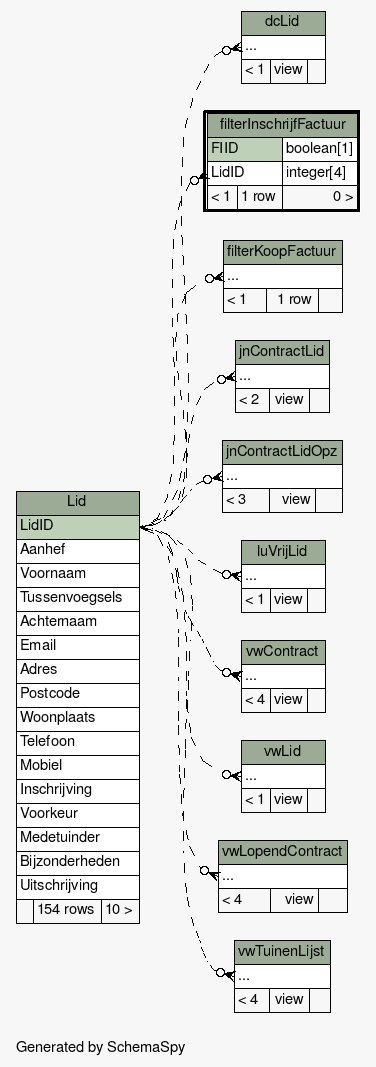 dcLid
...
< 1 view
filterInschrijfFactuur
FIID boolean[1]
LidID integer[4]
< 1 1 row 0 >
filterKoopFactuur
...
< 1 1 row
jnContractLid
...
< 2 view
jnContractLidOpz
...
< 3 view
Lid
LidID
Aanhef
Voornaam
Tussenvoegsels
Achternaam
Email
Adres
Postcode
Woonplaats
Telefoon
Mobiel
Inschrijving
Voorkeur
Medetuinder
Bijzonderheden
Uitschrijving
154 rows 10 >
luVrijLid
...
< 1 view
vwContract
...
< 4 view
vwLid
...
< 1 view
vwLopendContract
...
< 4 view
vwTuinenLijst
...
< 4 view
Generated by SchemaSpy